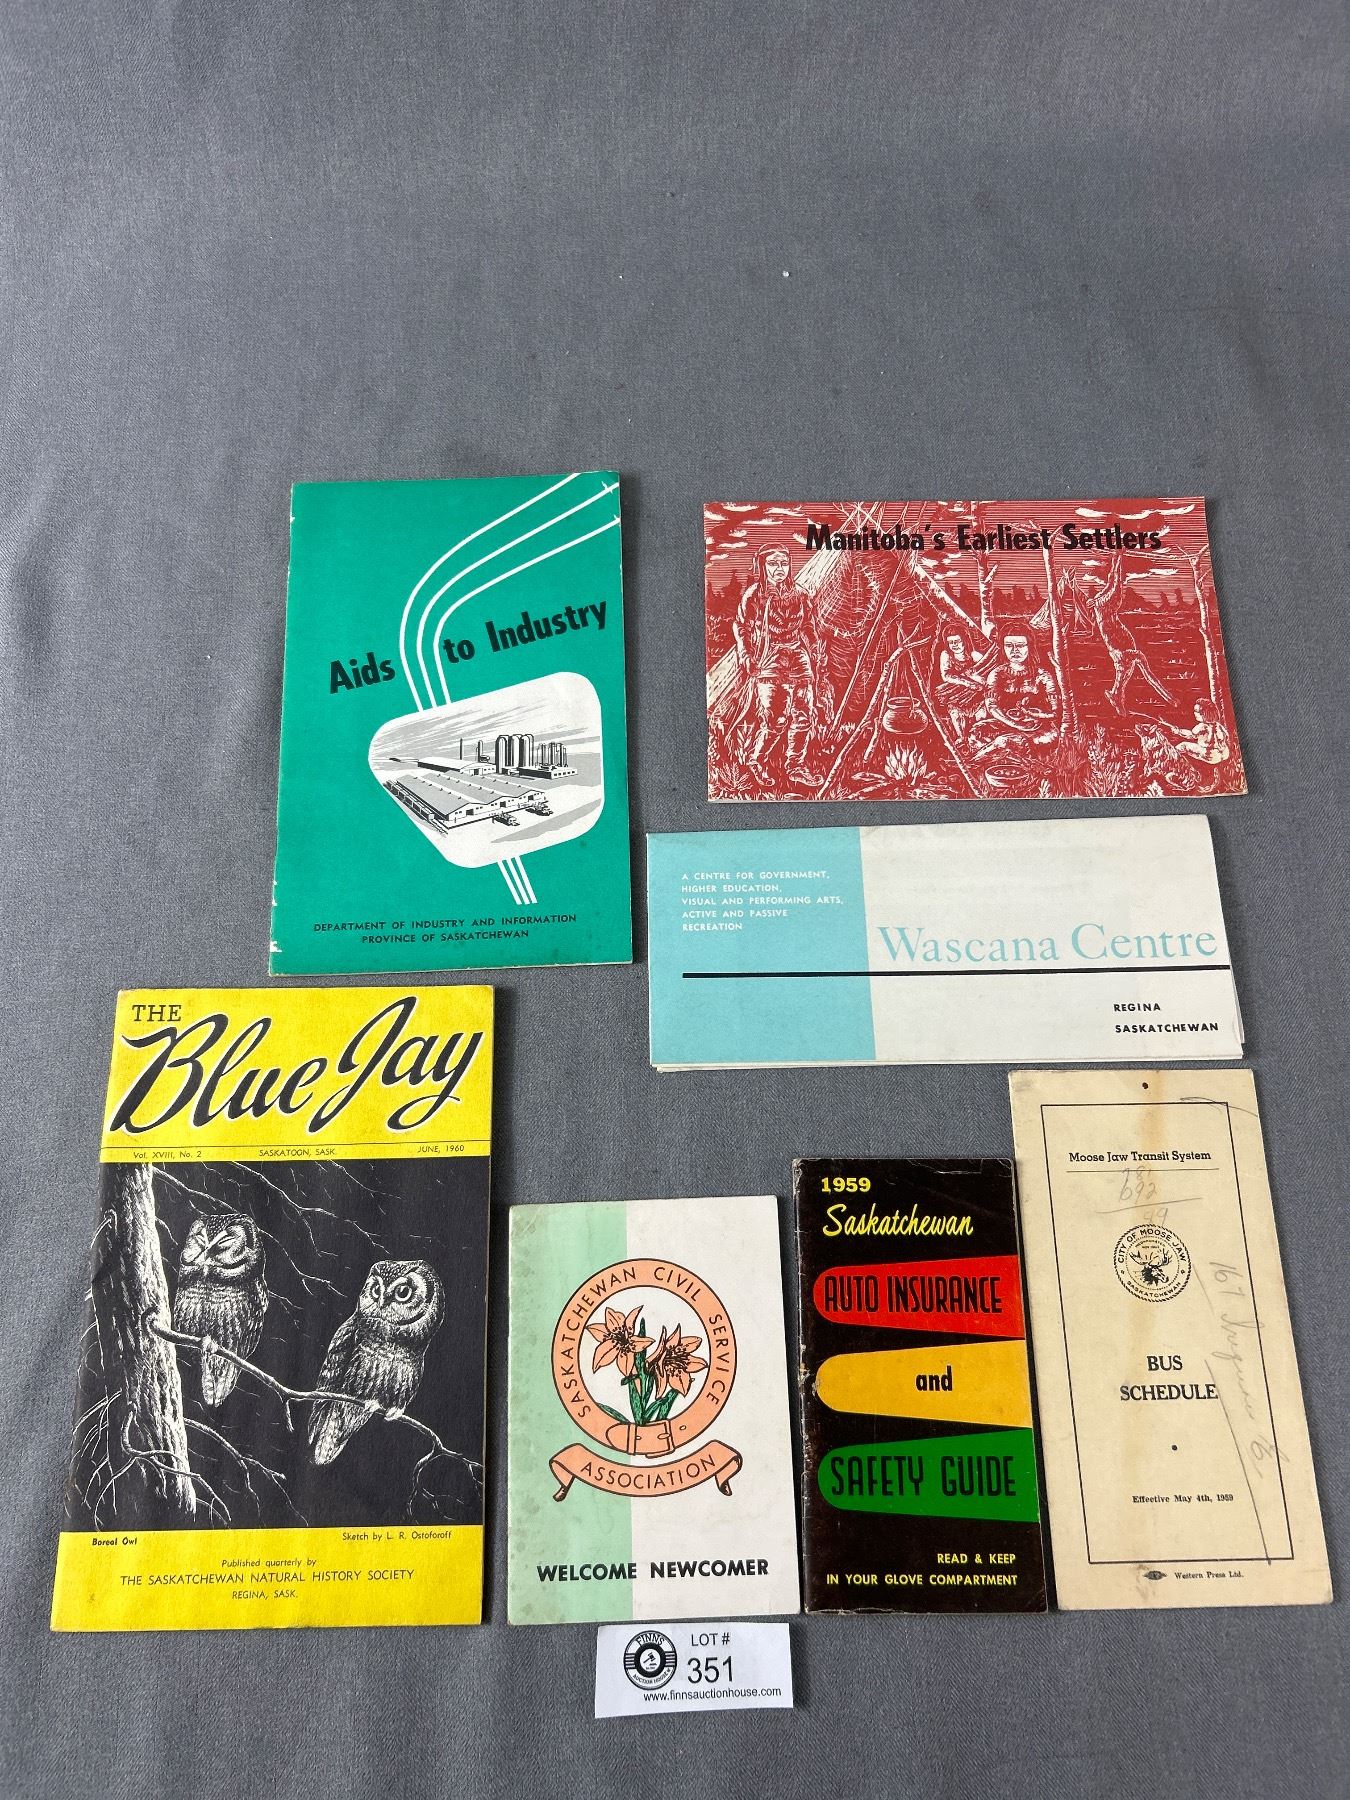 Aids to Industry
DEPARTMENT OF INDUSTRY AND INFORMATION
PROVINCE OF SASKATCHEWAN
Manitoba's Earliest Settlers
A CENTRE FOR GOVERNMENT,
HIGHER EDUCATION,
VISUAL AND PERFORMING ARTS,
ACTIVE AND PASSIVE
RECREATION
Wascana Centre
REGINA
SASKATCHEWAN
THE
Blue Jay
Vol. XVIII, No. 2 SASKATOON, SASK. JUNE, 1960
Boreal Owl Sketch by L. R. Ostoforoff
Published quarterly by
THE SASKATCHEWAN NATURAL HISTORY SOCIETY
REGINA, SASK.
SASKATCHEWAN CIVIL SERVICE
ASSOCIATION
WELCOME NEWCOMER
1959
Saskatchewan
AUTO INSURANCE
and
SAFETY GUIDE
READ & KEEP
IN YOUR GLOVE COMPARTMENT
Moose Jaw Transit System
692
CITY OF MOOSE JAW
SASKATCHEWAN
BUS
SCHEDULE
Effective May 4th, 1959
Western Press Ltd.
FINNS
AUCTION HOUSE
LOT #
351
www.finnsauctionhouse.com